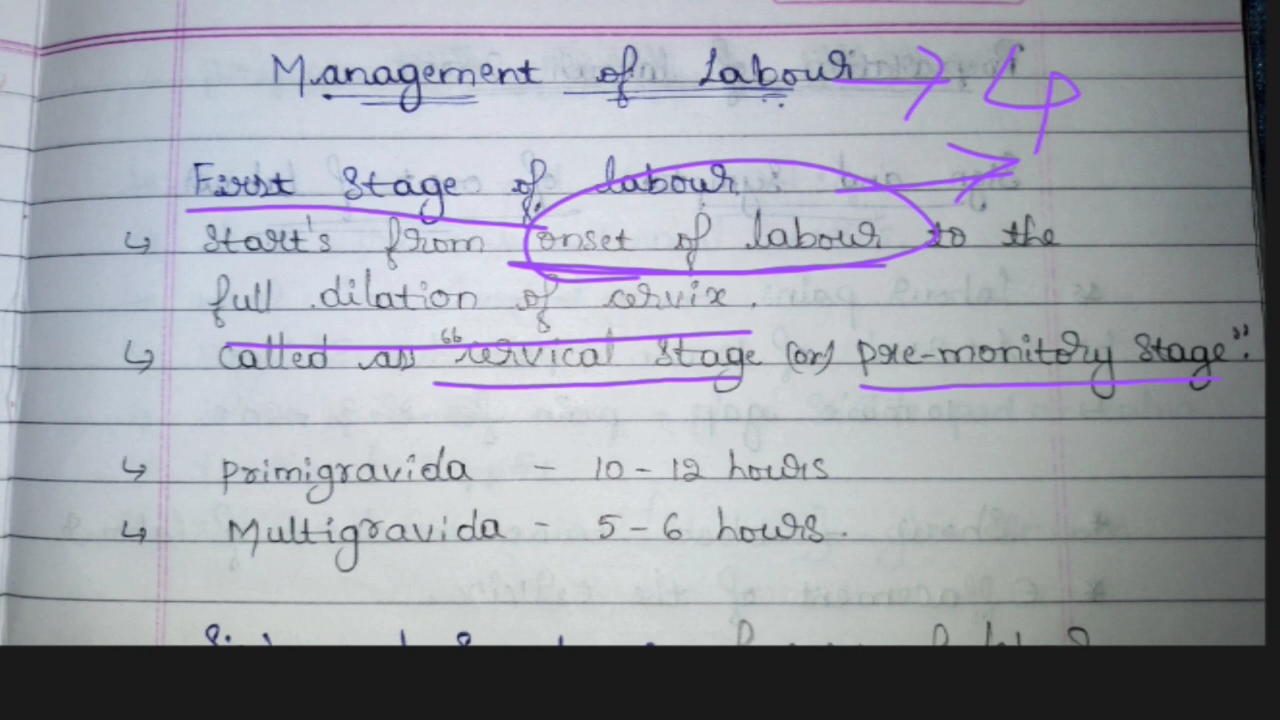 Management of Labour → 4
First Stage of labour,
↳ Start's from onset of labour to the
full dilation of cervix.
↳ called as "cervical stage (or) pre-monitory stage".
↳ primigravida - 10-12 hours
↳ Multigravida - 5-6 hours.